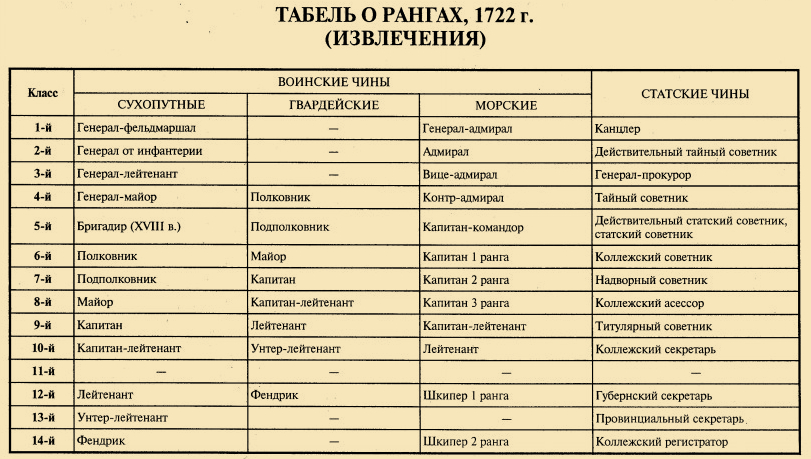 ТАБЕЛЬ О РАНГАХ, 1722 г.
(ИЗВЛЕЧЕНИЯ)
Класс ВОИНСКИЕ ЧИНЫ СТАТСКИЕ ЧИНЫ
СУХОПУТНЫЕ ГВАРДЕЙСКИЕ МОРСКИЕ
1-й Генерал-фельдмаршал — Генерал-адмирал Канцлер
2-й Генерал от инфантерии — Адмирал Действительный тайный советник
3-й Генерал-лейтенант — Вице-адмирал Генерал-прокурор
4-й Генерал-майор Полковник Контр-адмирал Тайный советник
5-й Бригадир (XVIII в.) Подполковник Капитан-командор Действительный статский советник,
статский советник
6-й Полковник Майор Капитан 1 ранга Коллежский советник
7-й Подполковник Капитан Капитан 2 ранга Надворный советник
8-й Майор Капитан-лейтенант Капитан 3 ранга Коллежский асессор
9-й Капитан Лейтенант Капитан-лейтенант Титулярный советник
10-й Капитан-лейтенант Унтер-лейтенант Лейтенант Коллежский секретарь
11-й — — — —
12-й Лейтенант Фендрик Шкипер 1 ранга Губернский секретарь
13-й Унтер-лейтенант — — Провинциальный секретарь
14-й Фендрик — Шкипер 2 ранга Коллежский регистратор